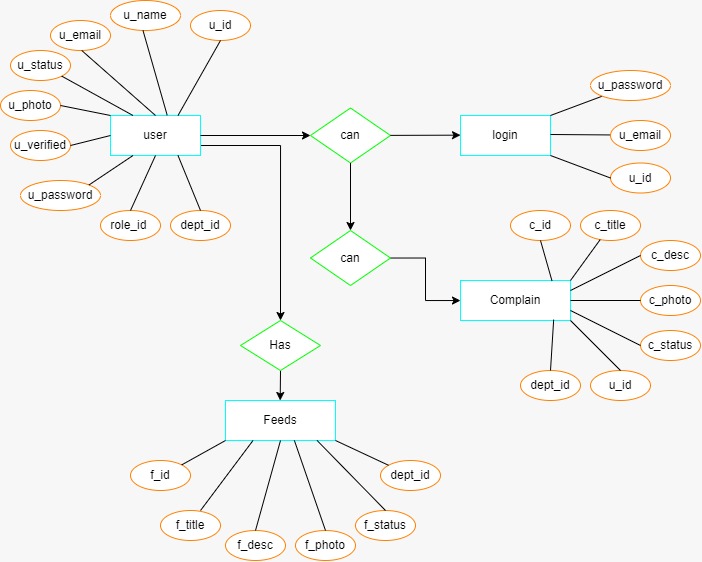 u_name
u_id
u_email
u_status
u_password
u_photo
user
can
login
u_email
u_verified
u_id
u_password
role_id
dept_id
c_id
c_title
can
c_desc
Complain
c_photo
Has
c_status
dept_id
u_id
Feeds
f_id
dept_id
f_title
f_status
f_desc
f_photo